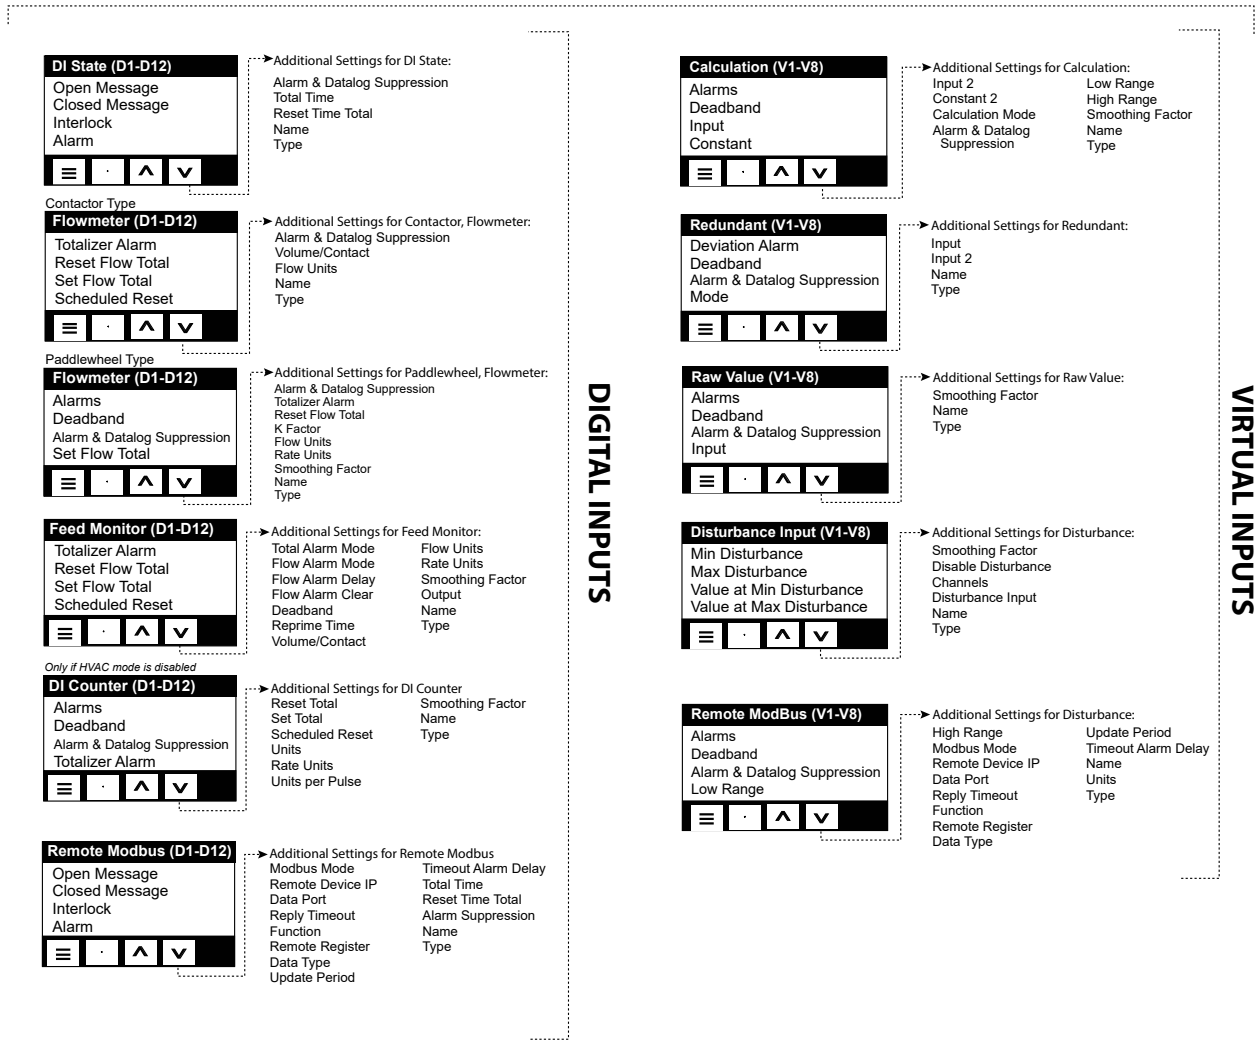 DI State (D1-D12)
Open Message
Closed Message
Interlock
Alarm
Additional Settings for DI State:
Alarm & Datalog Suppression
Total Time
Reset Time Total
Name
Type
Contactor Type
Flowmeter (D1-D12)
Totalizer Alarm
Reset Flow Total
Set Flow Total
Scheduled Reset
Additional Settings for Contactor, Flowmeter:
Alarm & Datalog Suppression
Volume/Contact
Flow Units
Name
Type
Paddlewheel Type
Flowmeter (D1-D12)
Alarms
Deadband
Alarm & Datalog Suppression
Set Flow Total
Additional Settings for Paddlewheel, Flowmeter:
Alarm & Datalog Suppression
Totalizer Alarm
Reset Flow Total
K Factor
Flow Units
Rate Units
Smoothing Factor
Name
Type
Feed Monitor (D1-D12)
Totalizer Alarm
Reset Flow Total
Set Flow Total
Scheduled Reset
Additional Settings for Feed Monitor:
Total Alarm Mode
Flow Alarm Mode
Flow Alarm Delay
Flow Alarm Clear
Deadband
Reprime Time
Volume/Contact
Flow Units
Rate Units
Smoothing Factor
Output
Name
Type
Only if HVAC mode is disabled
DI Counter (D1-D12)
Alarms
Deadband
Alarm & Datalog Suppression
Totalizer Alarm
Additional Settings for DI Counter
Reset Total
Set Total
Scheduled Reset
Units
Rate Units
Units per Pulse
Smoothing Factor
Name
Type
Remote Modbus (D1-D12)
Open Message
Closed Message
Interlock
Alarm
Additional Settings for Remote Modbus
Modbus Mode
Remote Device IP
Data Port
Reply Timeout
Function
Remote Register
Data Type
Update Period
Timeout Alarm Delay
Total Time
Reset Time Total
Alarm Suppression
Name
Type
DIGITAL INPUTS
Calculation (V1-V8)
Alarms
Deadband
Input
Constant
Additional Settings for Calculation:
Input 2
Constant 2
Calculation Mode
Alarm & Datalog
Suppression
Low Range
High Range
Smoothing Factor
Name
Type
Redundant (V1-V8)
Deviation Alarm
Deadband
Alarm & Datalog Suppression
Mode
Additional Settings for Redundant:
Input
Input 2
Name
Type
Raw Value (V1-V8)
Alarms
Deadband
Alarm & Datalog Suppression
Input
Additional Settings for Raw Value:
Smoothing Factor
Name
Type
Disturbance Input (V1-V8)
Min Disturbance
Max Disturbance
Value at Min Disturbance
Value at Max Disturbance
Additional Settings for Disturbance:
Smoothing Factor
Disable Disturbance
Channels
Disturbance Input
Name
Type
Remote ModBus (V1-V8)
Alarms
Deadband
Alarm & Datalog Suppression
Low Range
Additional Settings for Disturbance:
High Range
Modbus Mode
Remote Device IP
Data Port
Reply Timeout
Function
Remote Register
Data Type
Update Period
Timeout Alarm Delay
Name
Units
Type
VIRTUAL INPUTS